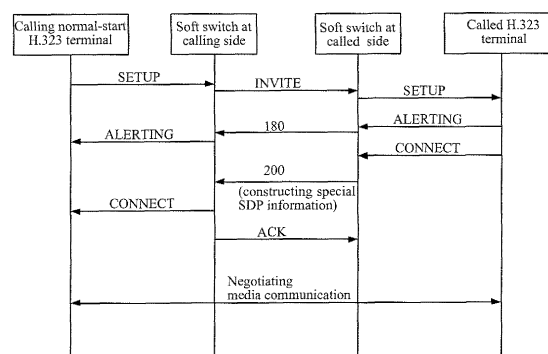 Calling normal-start
H.323 terminal
Soft switch at
calling side
Soft switch at
called side
Called H.323
terminal
SETUP
INVITE
SETUP
ALERTING
180
ALERTING
CONNECT
200
(constructing special
SDP information)
CONNECT
ACK
Negotiating
media communication